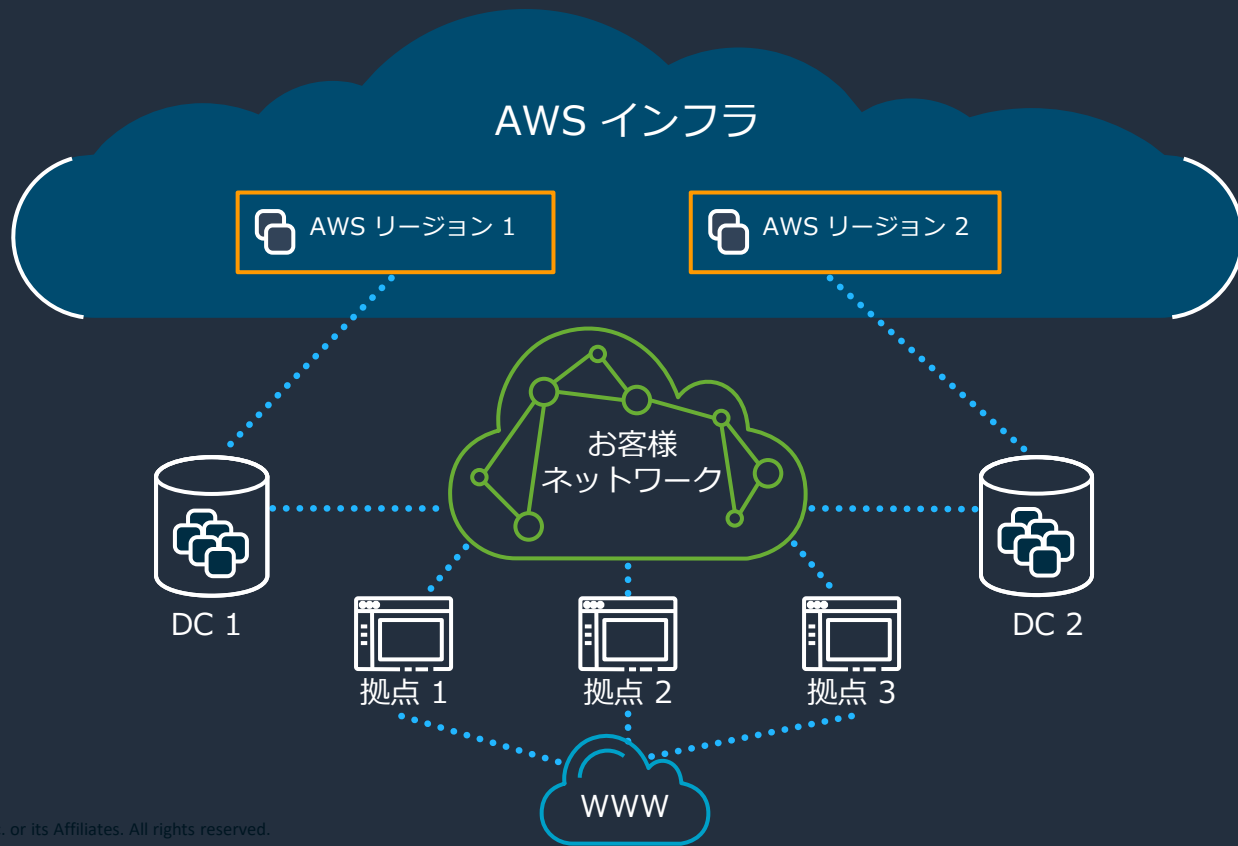 AWS インフラ
AWS リージョン 1
AWS リージョン 2
お客様
ネットワーク
DC 1
DC 2
拠点 1
拠点 2
拠点 3
WWW
. or its Affiliates. All rights reserved.